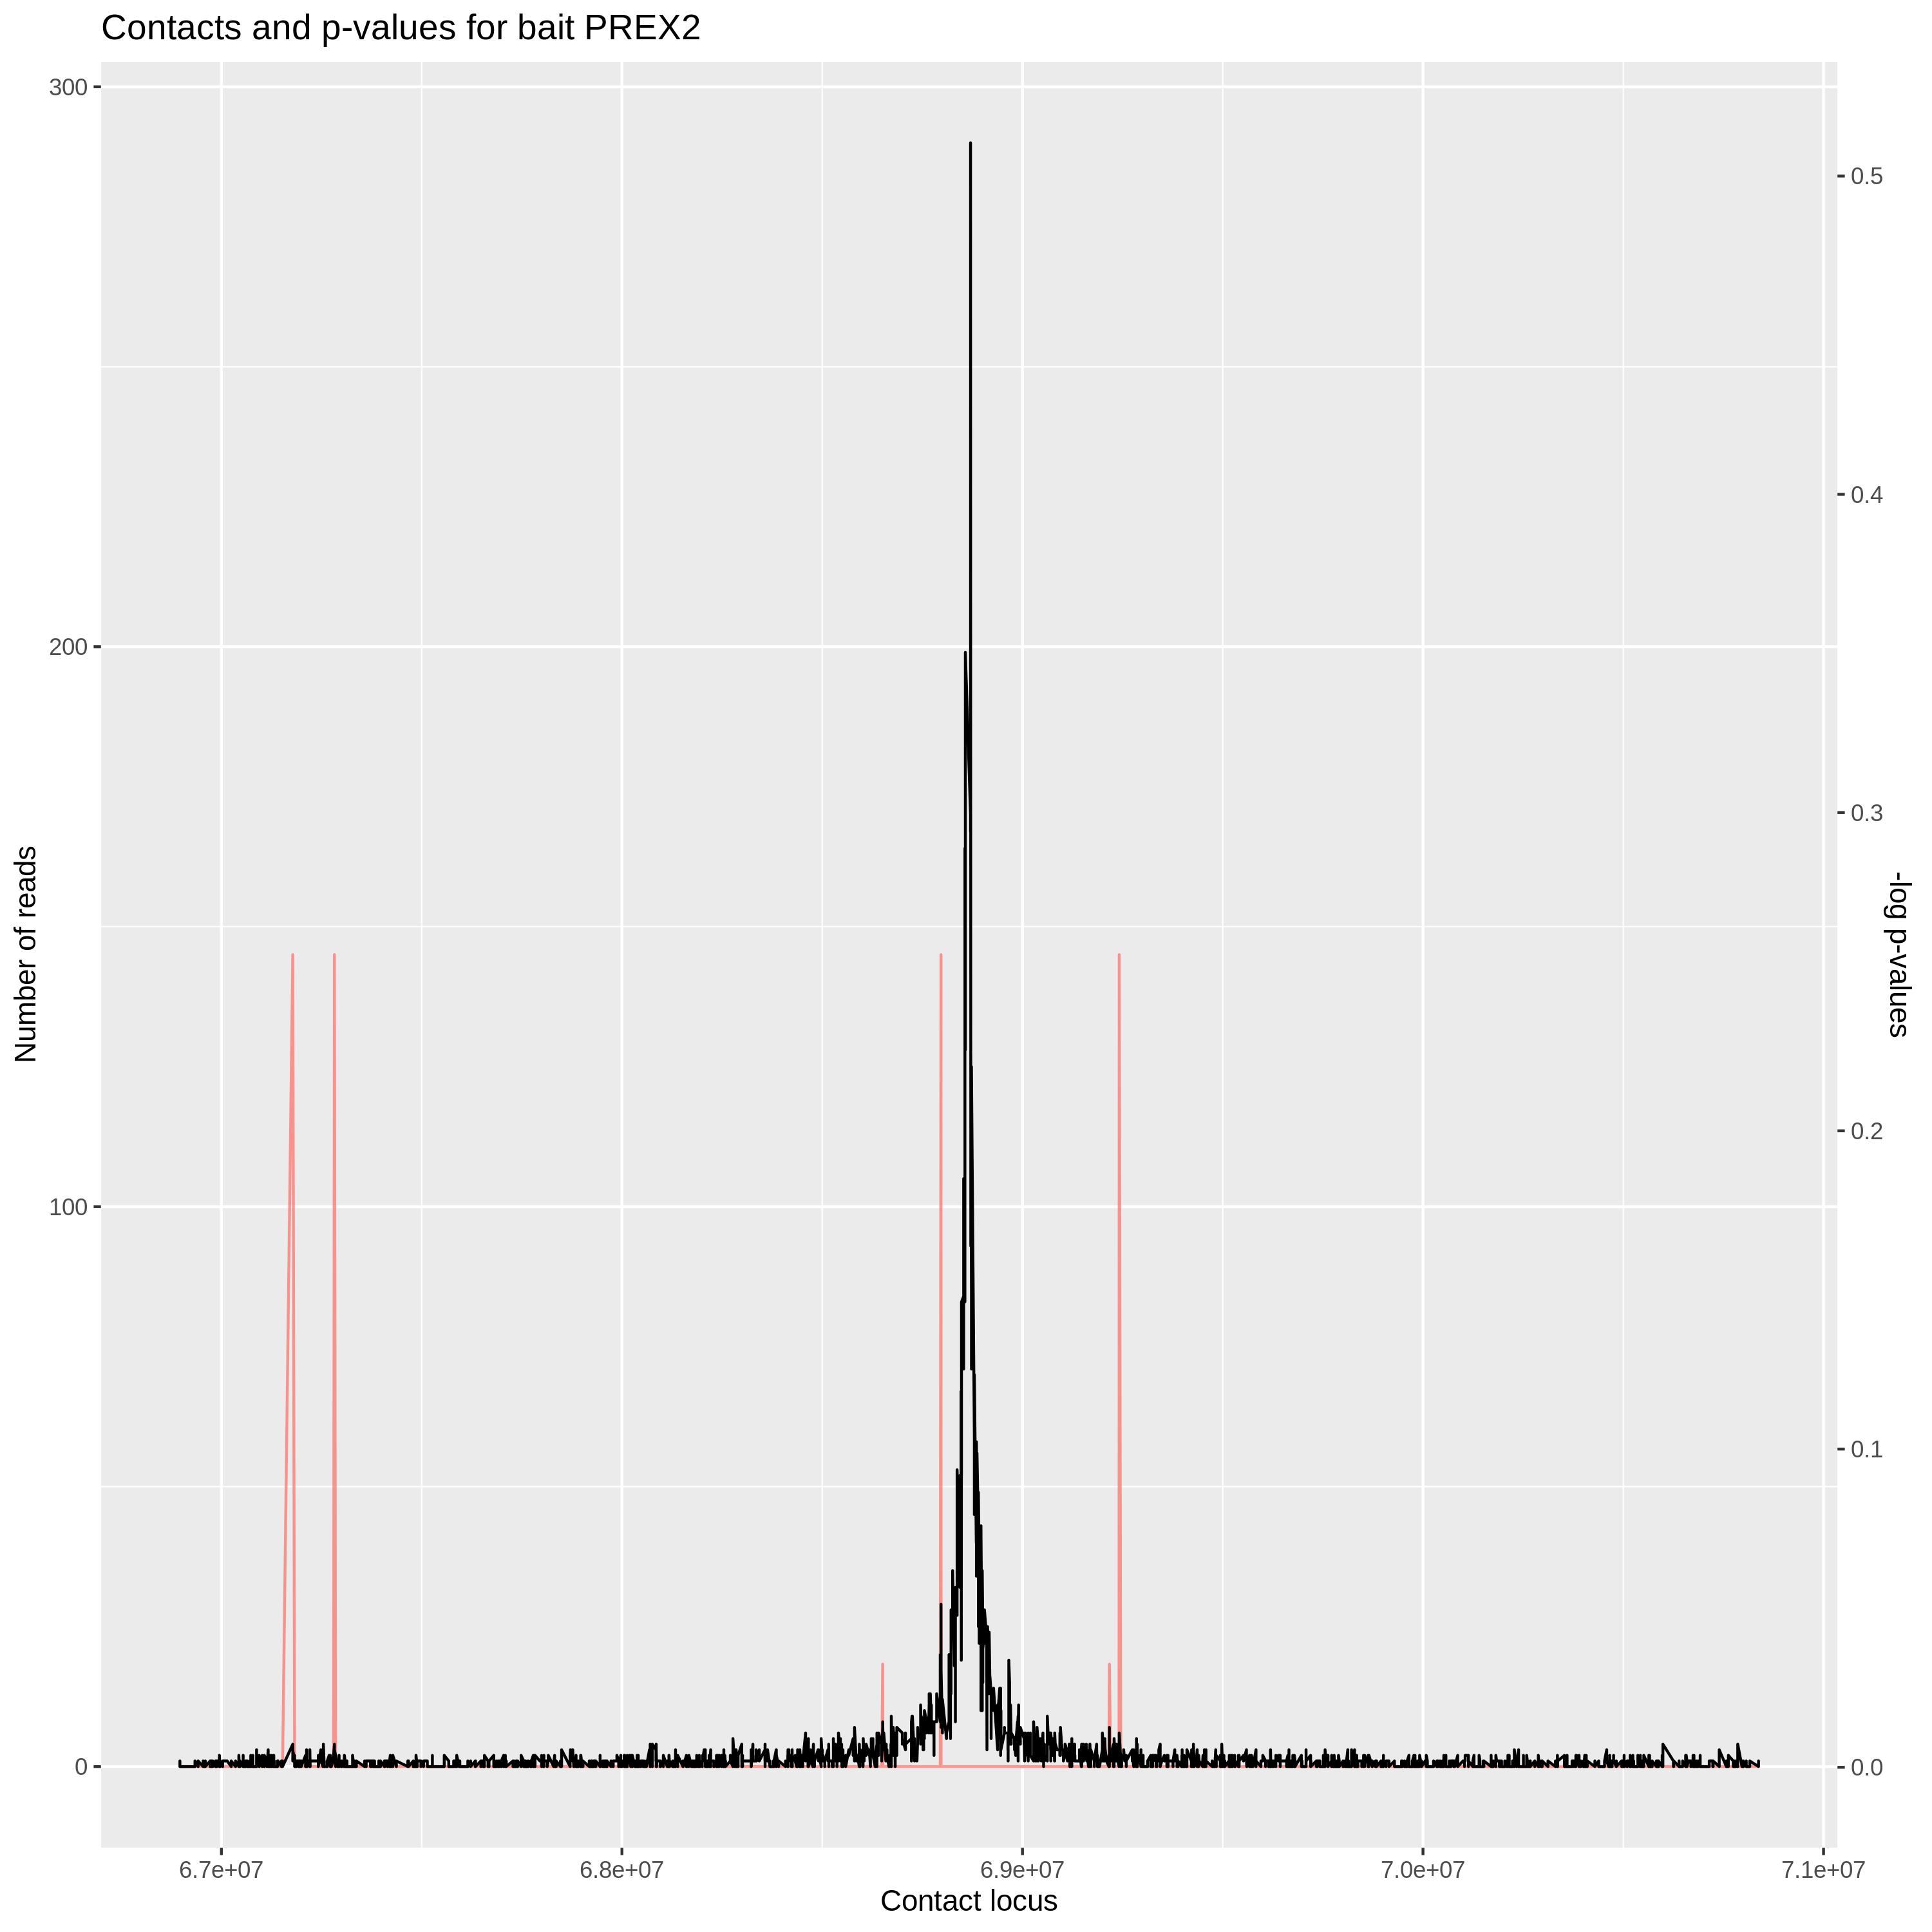 Contacts and p-values for bait PREX2
300
200
100
0
Number of reads
0.5
0.4
0.3
0.2
0.1
0.0
-log p-values
6.7e+07
6.8e+07
6.9e+07
7.0e+07
7.1e+07
Contact locus